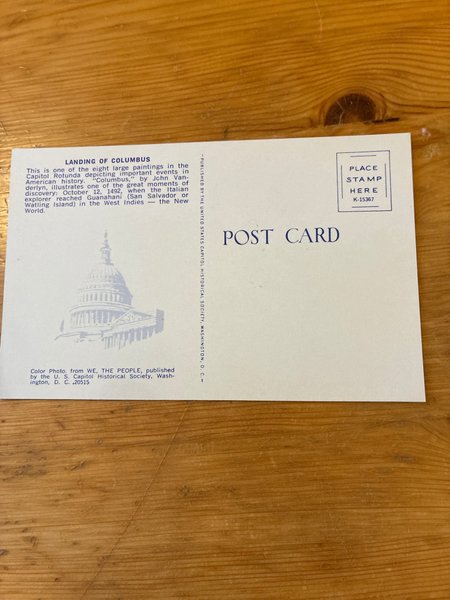 LANDING OF COLUMBUS
This is one of the eight large paintings in the
Capitol Rotunda depicting important events in
American history. "Columbus," by John Van-
derlyn, illustrates one of the great moments of
discovery: October 12, 1492, when the Italian
explorer reached Guanahani (San Salvador or
Watling Island) in the West Indies — the New
World.
Color Photo. from WE, THE PEOPLE, published
by the U. S. Capitol Historical Society, Wash-
ington, D. C. 20515
PUBLISHED BY THE UNITED STATES CAPITOL HISTORICAL SOCIETY, WASHINGTON, D. C.
POST CARD
PLACE
STAMP
HERE
K-15367